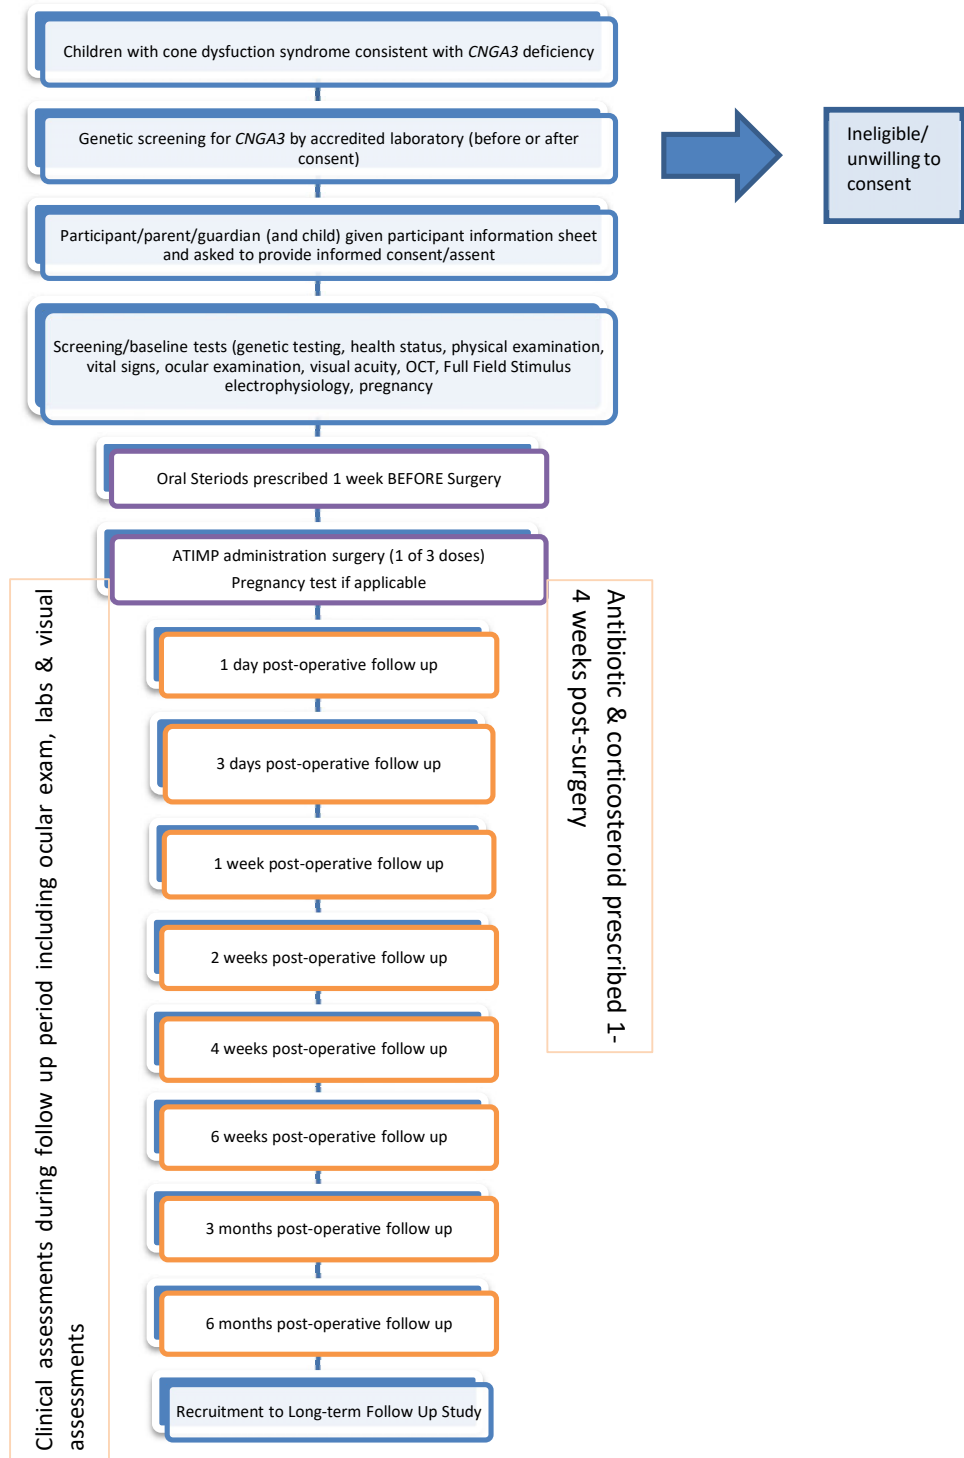 Children with cone dysfuction syndrome consistent with CNGA3 deficiency
Genetic screening for CNGA3 by accredited laboratory (before or after
consent)
Ineligible/
unwilling to
consent
Participant/parent/guardian (and child) given participant information sheet
and asked to provide informed consent/assent
Screening/baseline tests (genetic testing, health status, physical examination,
vital signs, ocular examination, visual acuity, OCT, Full Field Stimulus
electrophysiology, pregnancy
Oral Steriods prescribed 1 week BEFORE Surgery
ATIMP administration surgery (1 of 3 doses)
Pregnancy test if applicable
Clinical assessments during follow up period including ocular exam, labs & visual
assessments
Antibiotic & corticosteroid prescribed 1-
4 weeks post-surgery
1 day post-operative follow up
3 days post-operative follow up
1 week post-operative follow up
2 weeks post-operative follow up
4 weeks post-operative follow up
6 weeks post-operative follow up
3 months post-operative follow up
6 months post-operative follow up
Recruitment to Long-term Follow Up Study